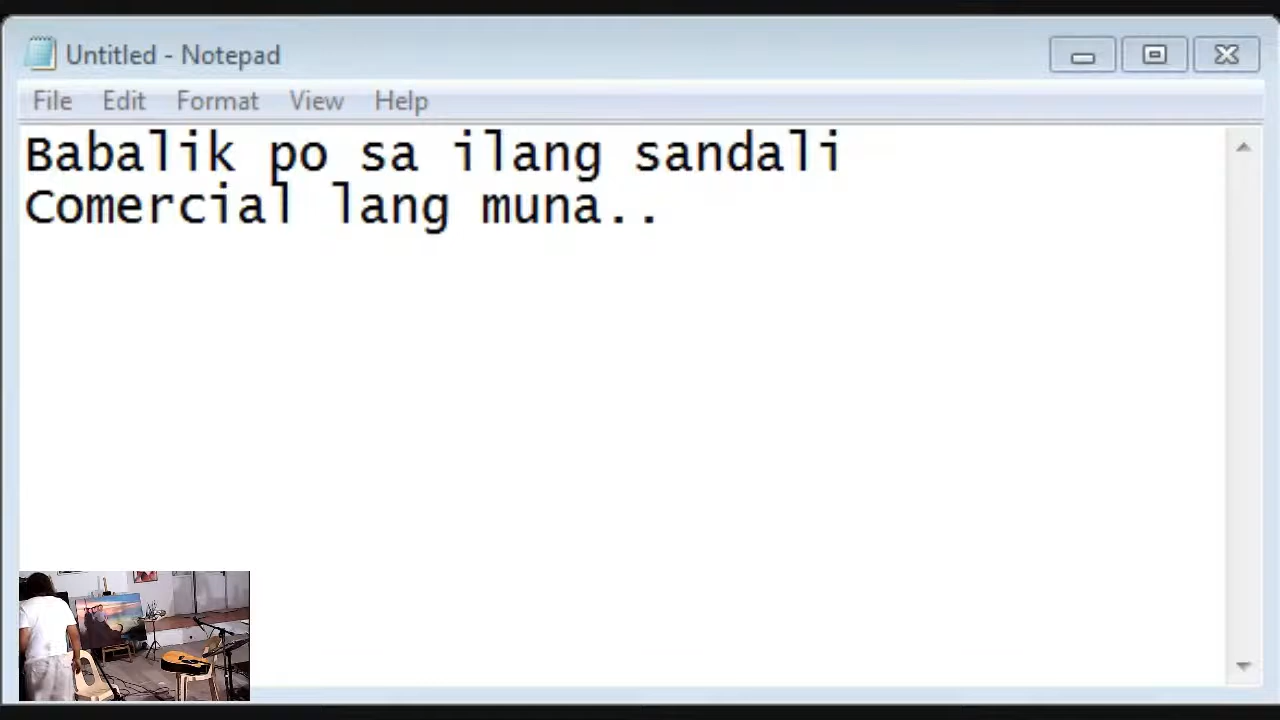 Untitled - Notepad
File Edit Format View Help
Babalik po sa ilang sandali
Comercial lang muna..